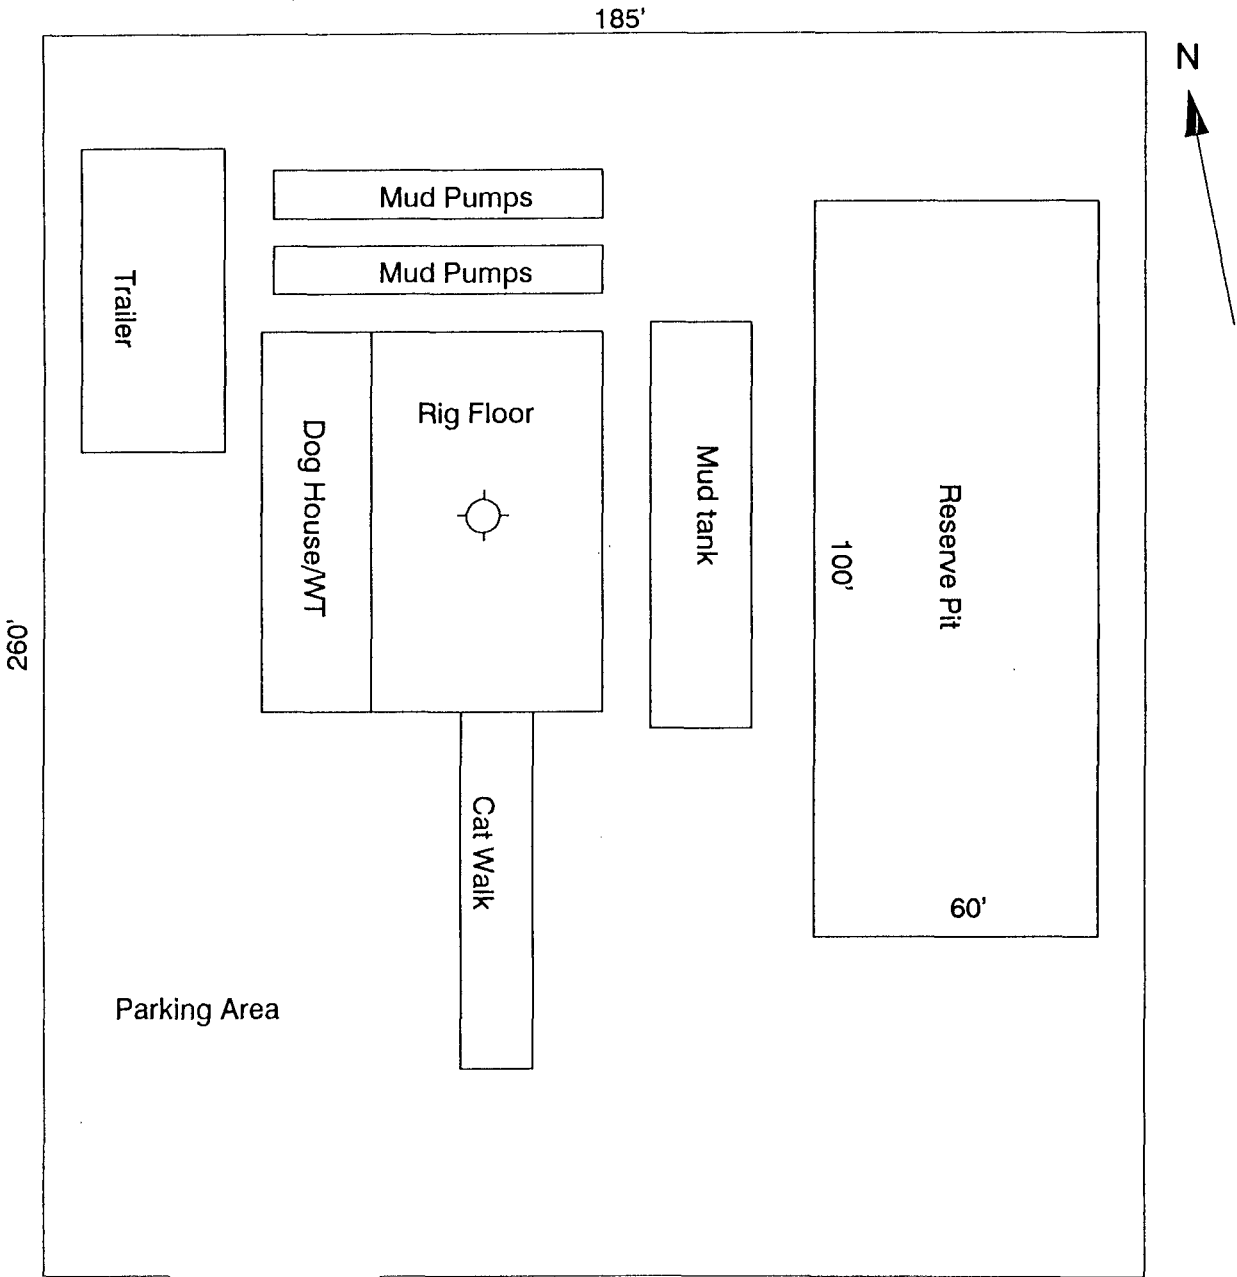 185'
N
Mud Pumps
Mud Pumps
Trailer
Rig Floor
Dog House/WT
Mud tank
Reserve Pit
100'
260'
Cat Walk
60'
Parking Area